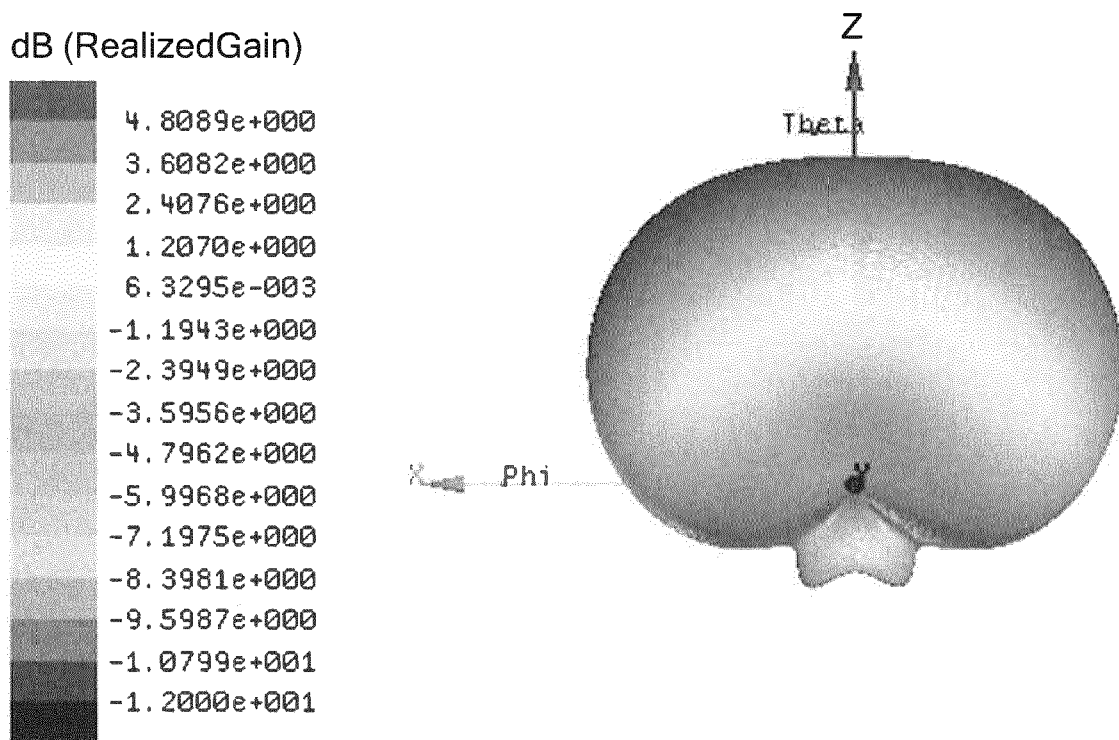 dB (RealizedGain)
4.8089e+000
3.6082e+000
2.4076e+000
1.2070e+000
6.3295e-003
-1.1943e+000
-2.3949e+000
-3.5956e+000
-4.7962e+000
-5.9968e+000
-7.1975e+000
-8.3981e+000
-9.5987e+000
-1.0799e+001
-1.2000e+001
Z
Theta
X Phi
Y